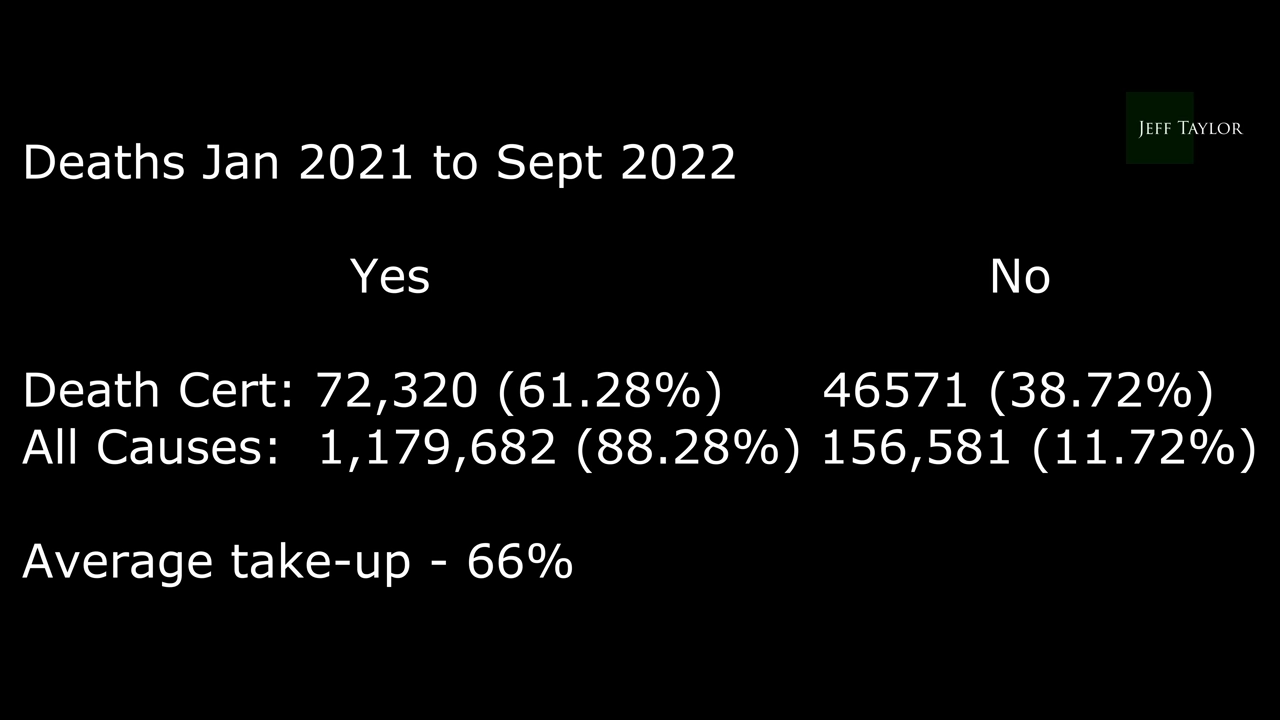 JEFF TAYLOR
Deaths Jan 2021 to Sept 2022
Yes No
Death Cert: 72,320 (61.28%) 46571 (38.72%)
All Causes: 1,179,682 (88.28%) 156,581 (11.72%)
Average take-up - 66%